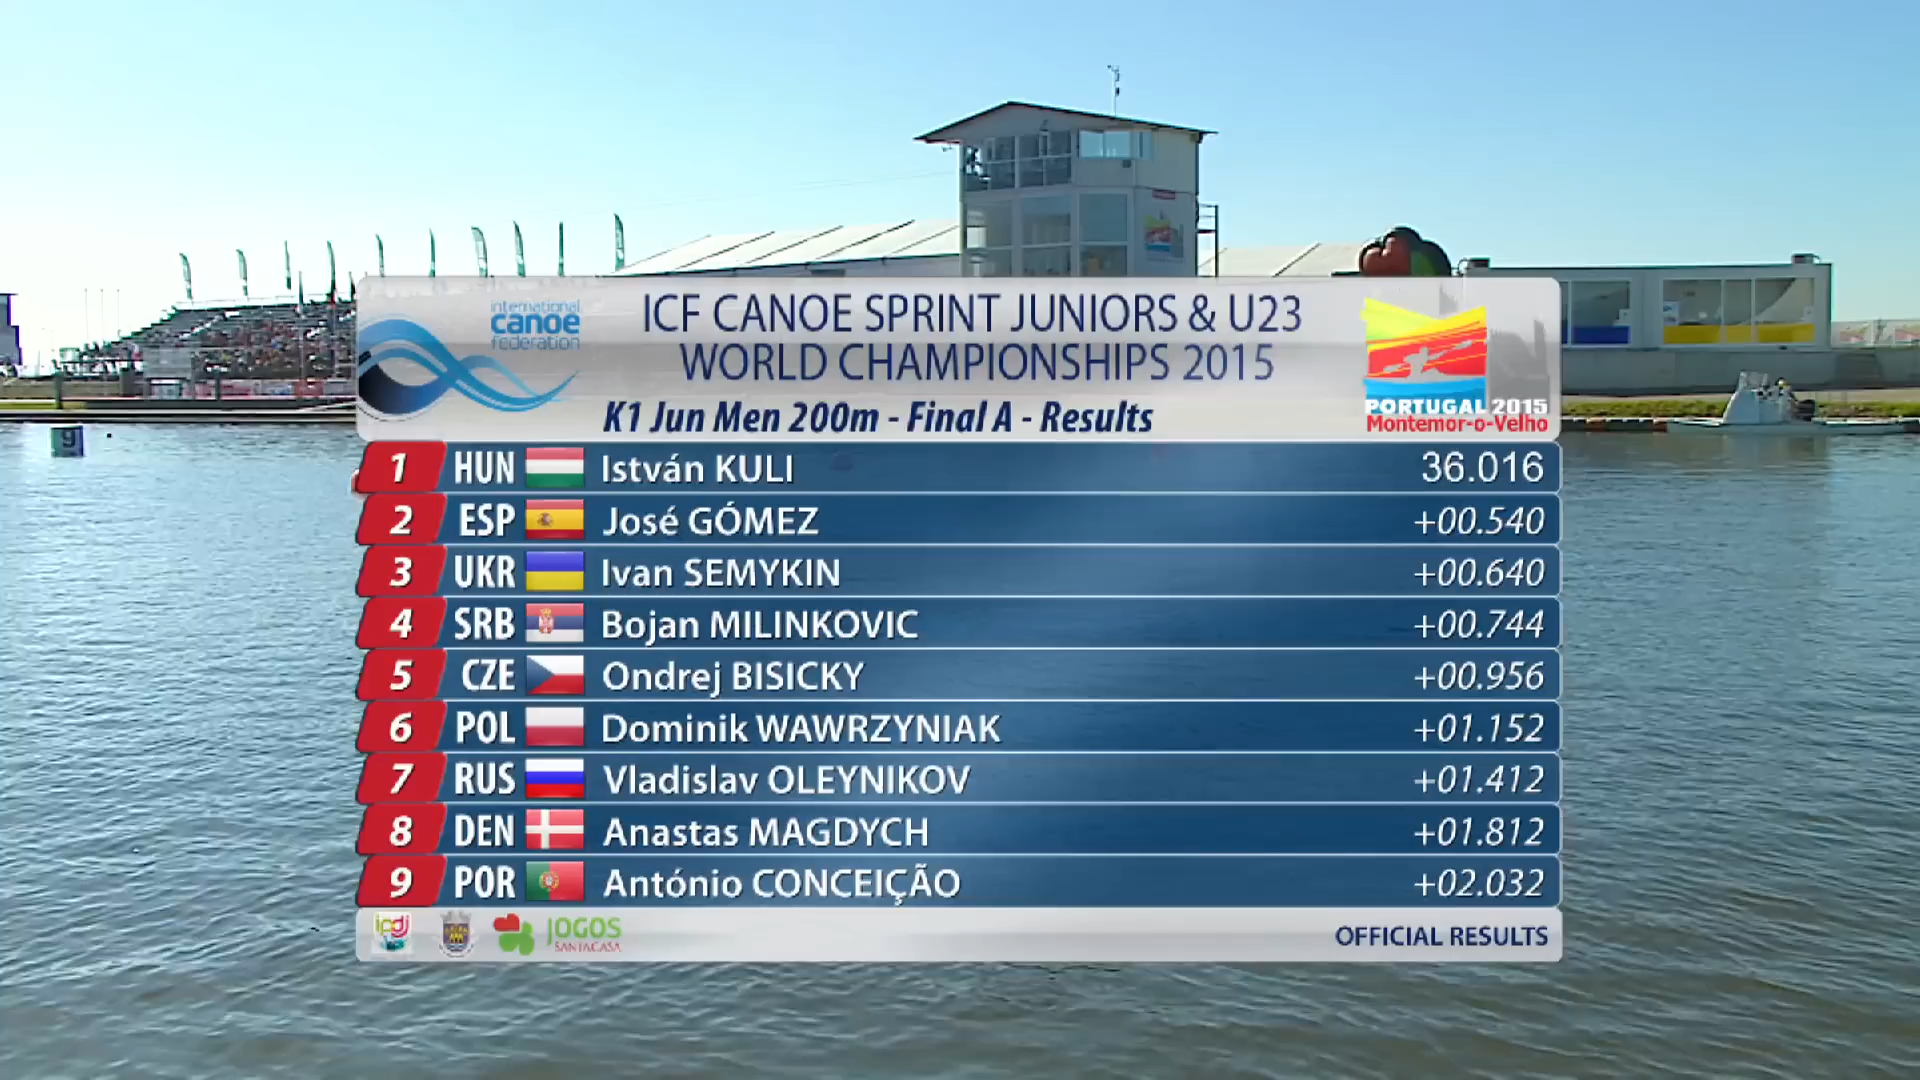 international
canoe
federation
ICF CANOE SPRINT JUNIORS & U23
WORLD CHAMPIONSHIPS 2015
K1 Jun Men 200m - Final A - Results
PORTUGAL 2015
Montemor-o-Velho
9
1 HUN István KULI 36.016
2 ESP José GÓMEZ +00.540
3 UKR Ivan SEMYKIN +00.640
4 SRB Bojan MILINKOVIC +00.744
5 CZE Ondrej BISICKY +00.956
6 POL Dominik WAWRZYNIAK +01.152
7 RUS Vladislav OLEYNIKOV +01.412
8 DEN Anastas MAGDYCH +01.812
9 POR António CONCEIÇÃO +02.032
ipdj
JOGOS
SANTACASA
OFFICIAL RESULTS